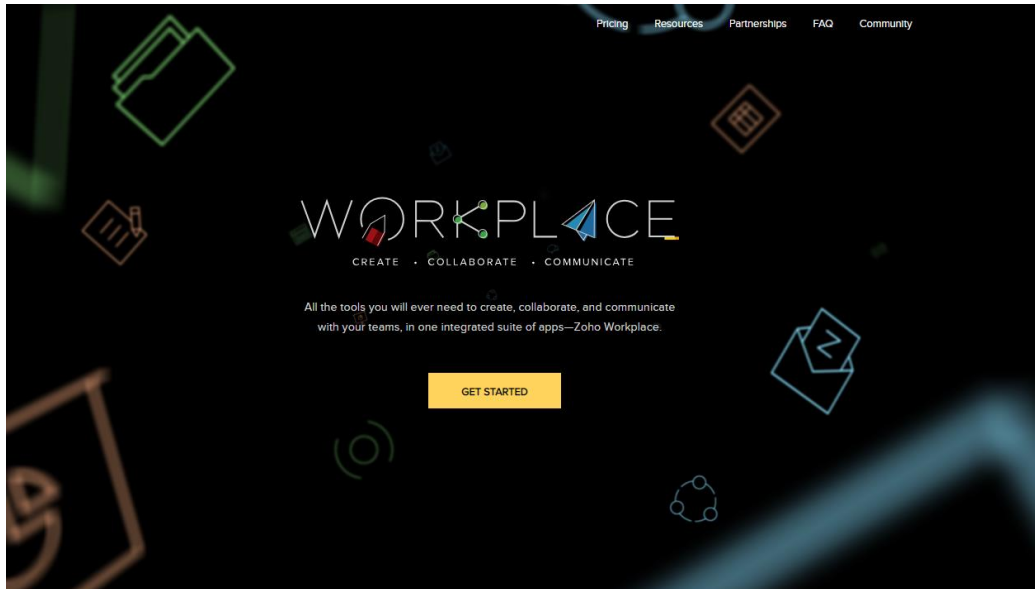 Pricing Resources Partnerships FAQ Community
WORKPLACE
CREATE • COLLABORATE • COMMUNICATE
All the tools you will ever need to create, collaborate, and communicate
with your teams, in one integrated suite of apps—Zoho Workplace.
GET STARTED
Z